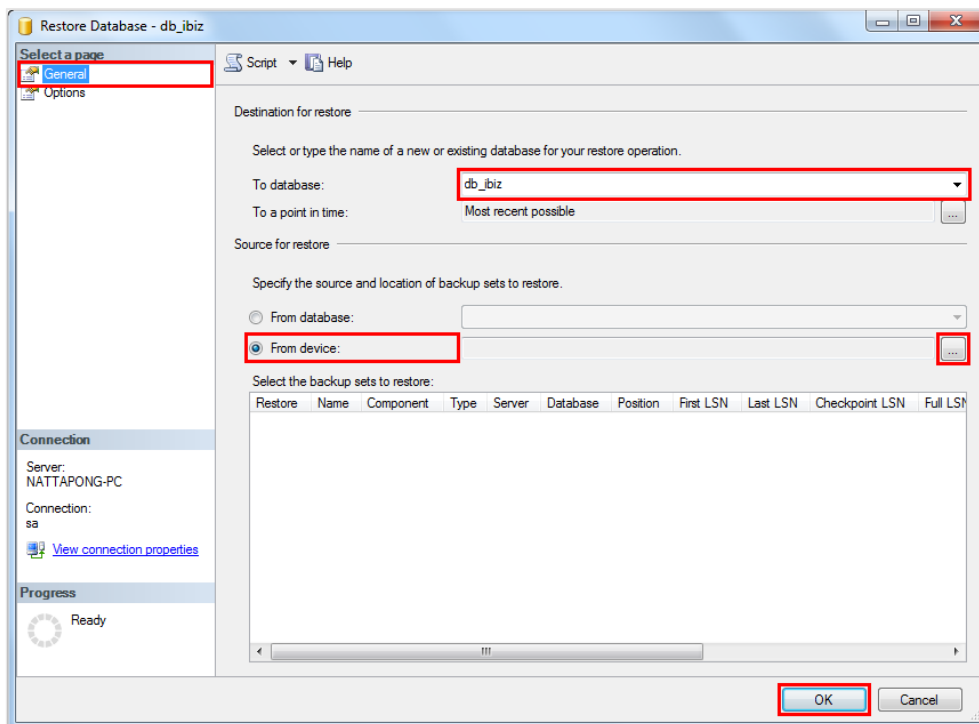 Restore Database - db_ibiz
Select a page
General
Options
Script Help
Destination for restore
Select or type the name of a new or existing database for your restore operation.
To database: db_ibiz
To a point in time: Most recent possible ...
Source for restore
Specify the source and location of backup sets to restore.
From database:
From device: ...
Select the backup sets to restore:
Restore Name Component Type Server Database Position First LSN Last LSN Checkpoint LSN Full LSN
Connection
Server:
NATTAPONG-PC
Connection:
sa
View connection properties
Progress
Ready
OK Cancel